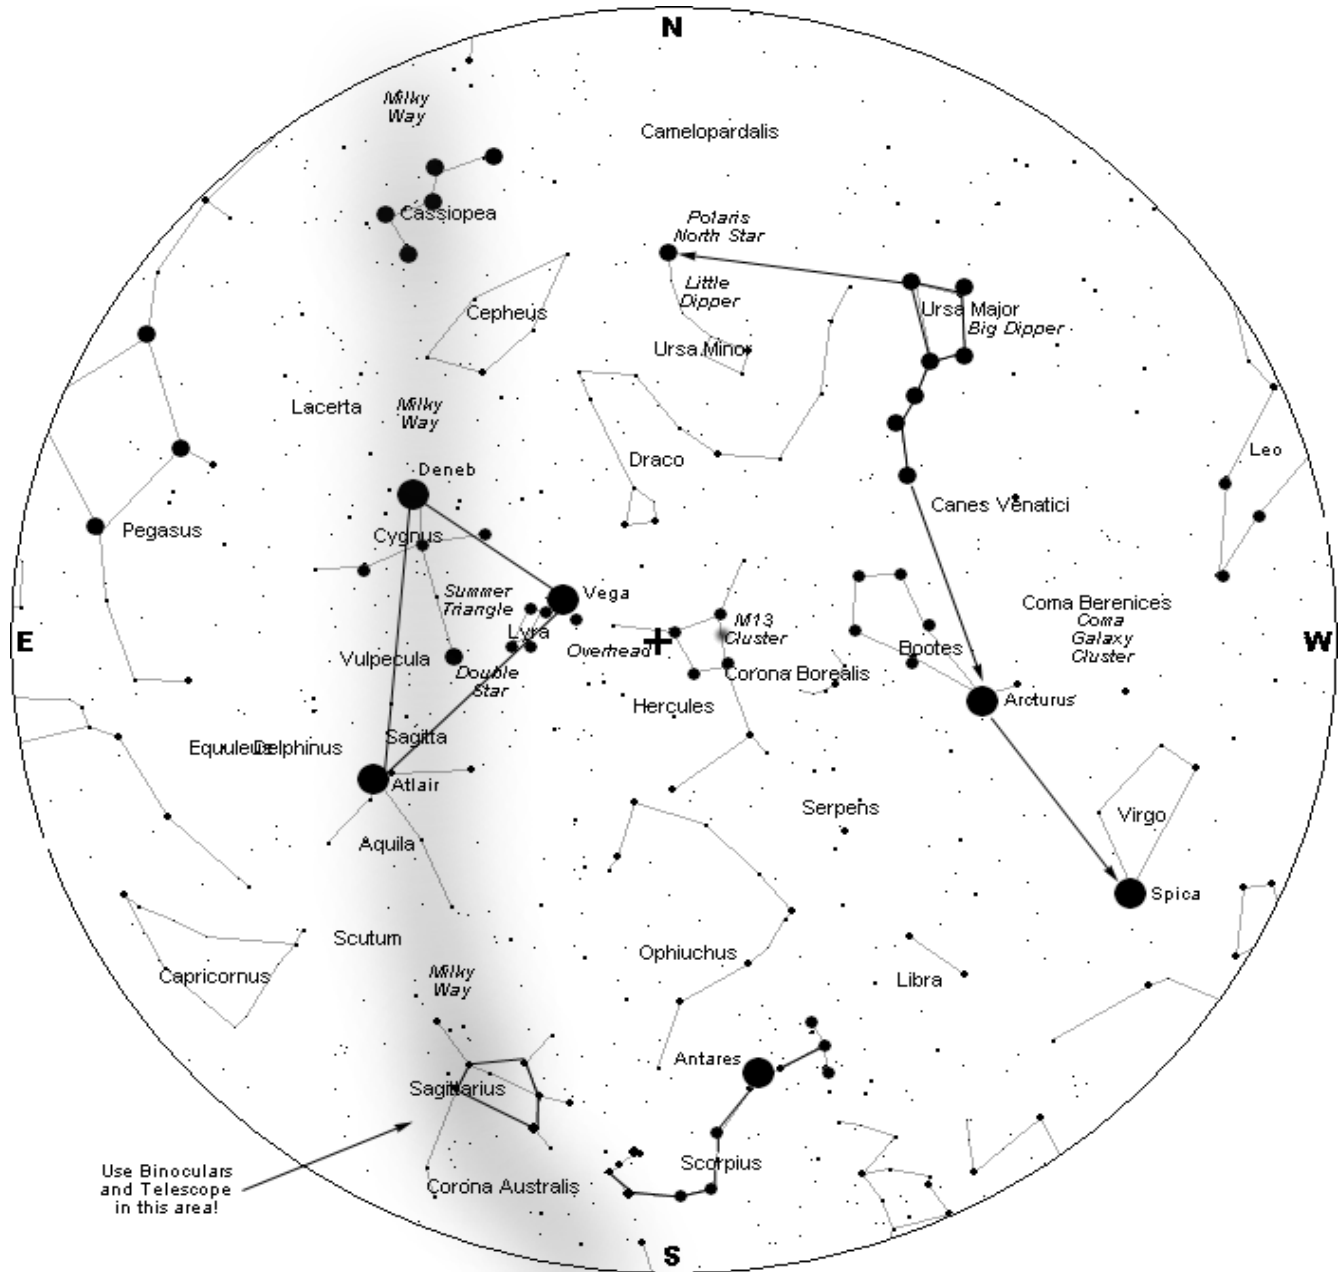 N
Milky
Way
Camelopardalis
Cassiopea
Polaris
North Star
Little
Dipper
Cepheus
Ursa Major
Big Dipper
Ursa Minor
Lacerta
Milky
Way
Draco
Leo
Deneb
Canes Venatici
Pegasus
Cygnus
Summer
Triangle
Vega
Lyra
M13
Cluster
Coma Berenices
Coma
Galaxy
Cluster
E
Overhead
Bootes
W
Vulpecula
Double
Star
Corona Borealis
Hercules
Arcturus
Equuleus
Delphinus
Sagitta
Atlair
Serpens
Virgo
Aquila
Spica
Scutum
Ophiuchus
Libra
Capricornus
Milky
Way
Antares
Sagittarius
Scorpius
Use Binoculars
and Telescope
in this area!
Corona Australis
S